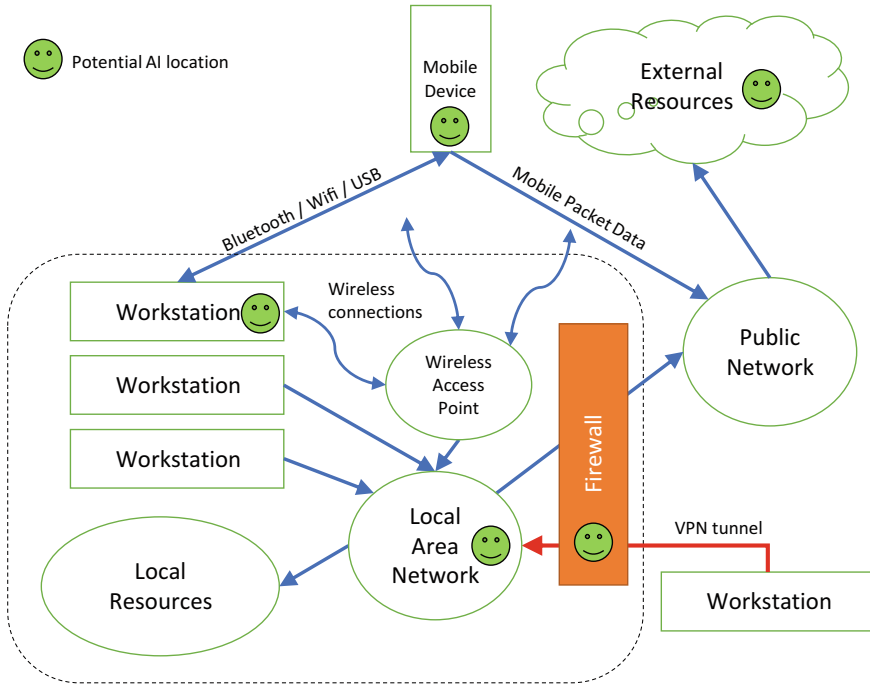 Potential AI location
Mobile
Device
External
Resources
Bluetooth / Wifi / USB
Mobile Packet Data
Workstation
Wireless
connections
Public
Network
Wireless
Access
Point
Workstation
Workstation
Firewall
Local
Area
Network
VPN tunnel
Local
Resources
Workstation